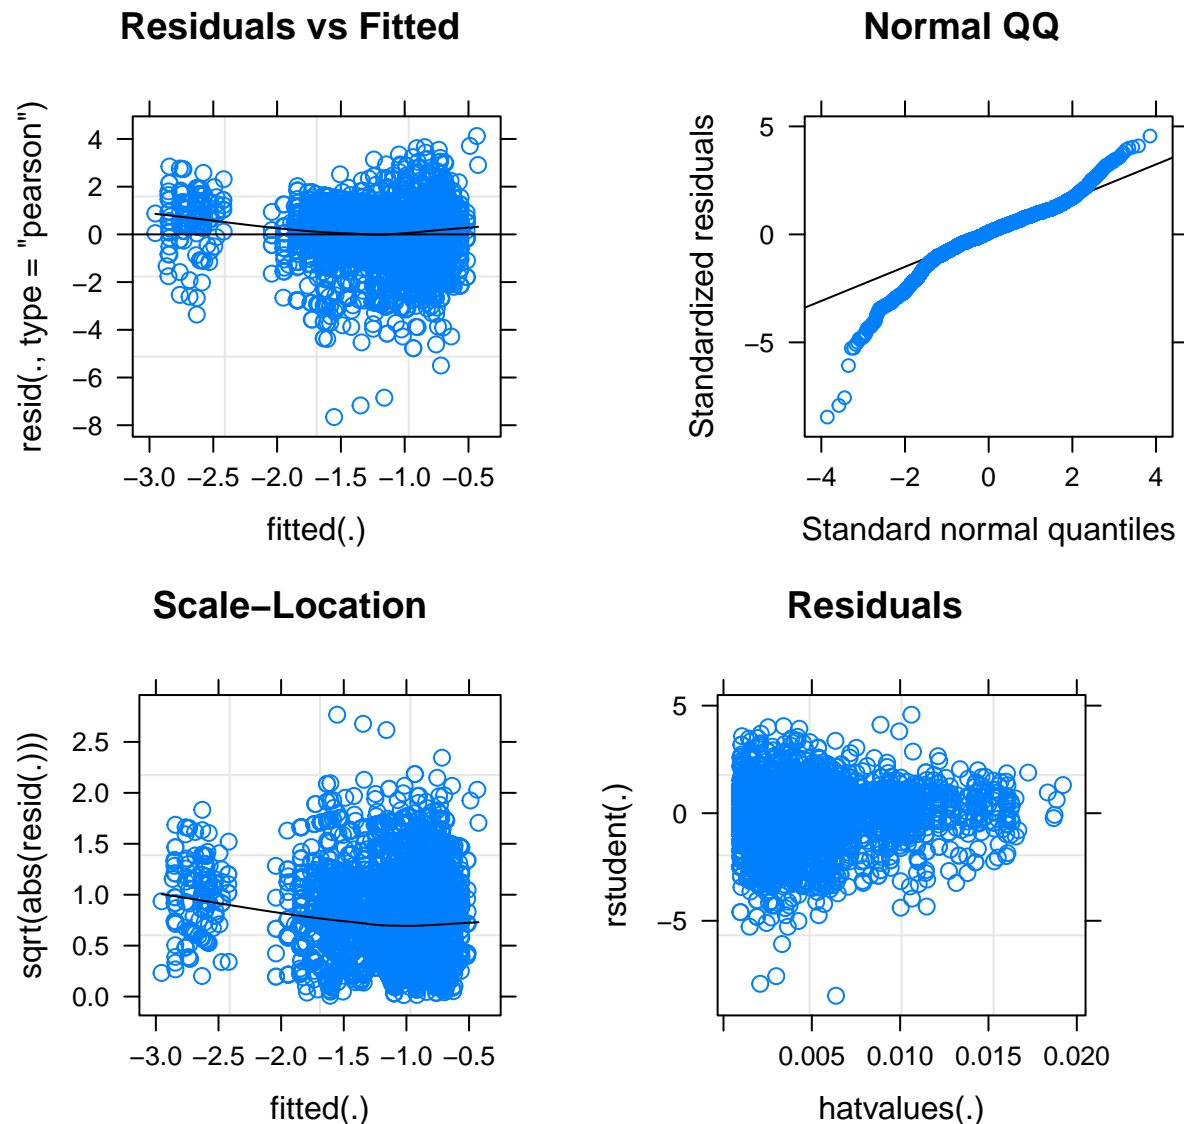 Residuals vs Fitted
resid(., type = "pearson")
4
2
0
−2
−4
−6
−8
−3.0 −2.5 −2.0 −1.5 −1.0 −0.5
fitted(.)
Normal QQ
Standardized residuals
5
0
−5
−4 −2 0 2 4
Standard normal quantiles
Scale−Location
sqrt(abs(resid(.)))
2.5
2.0
1.5
1.0
0.5
0.0
−3.0 −2.5 −2.0 −1.5 −1.0 −0.5
fitted(.)
Residuals
rstudent(.)
5
0
−5
0.005 0.010 0.015 0.020
hatvalues(.)